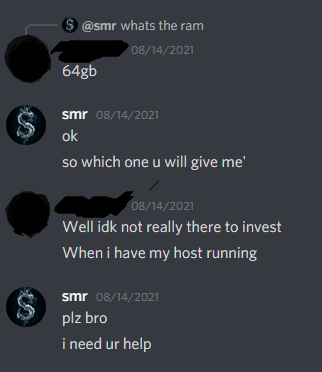 @smr whats the ram
08/14/2021
64gb
smr 08/14/2021
ok
so which one u will give me'
08/14/2021
Well idk not really there to invest
When i have my host running
smr 08/14/2021
plz bro
i need ur help